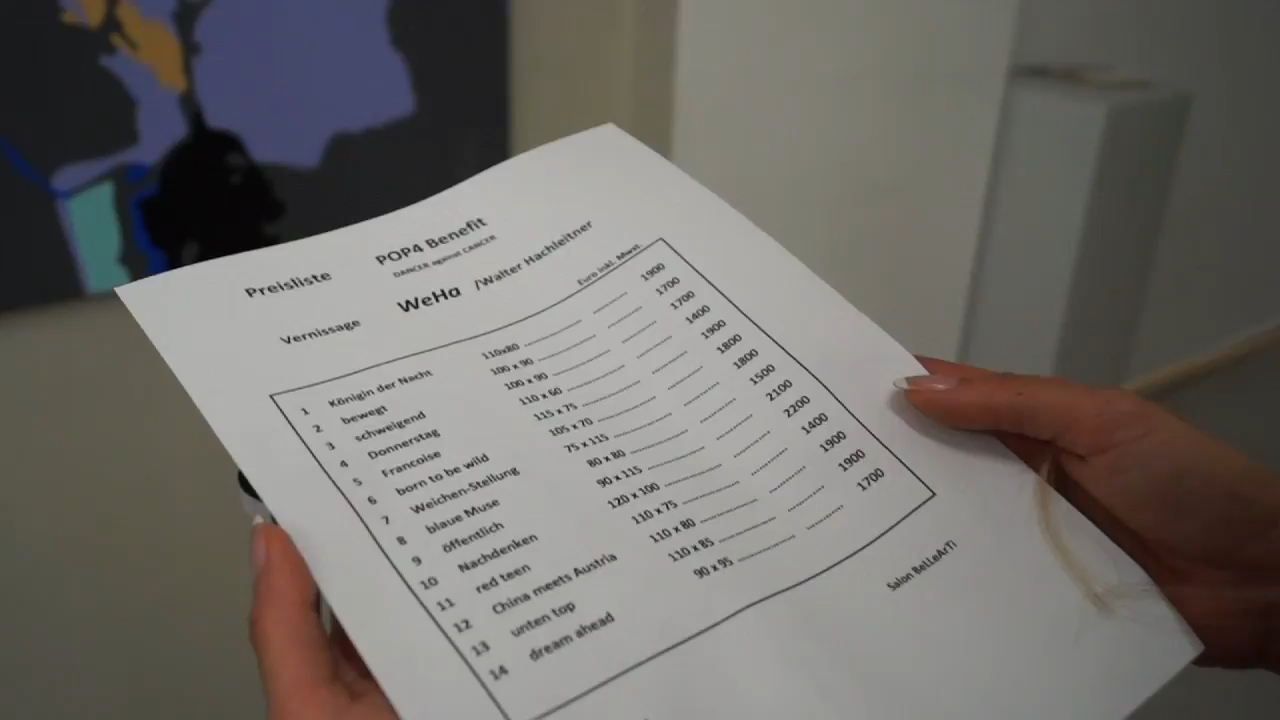 Preisliste POP4 Benefit
DANCER against CANCER
Vernissage WeHa /Walter Hachleitner
Euro inkl. Mwst.
1 Königin der Nacht 110x80 1900
2 bewegt 100 x 90 1700
3 schweigend 100 x 90 1700
4 Donnerstag 110 x 60 1400
5 Francoise 115 x 75 1900
6 born to be wild 105 x 70 1800
7 Weichen-Stellung 75 x 115 1800
8 blaue Muse 80 x 80 1500
9 öffentlich 90 x 115 2100
10 Nachdenken 120 x 100 2200
11 red teen 110 x 75 1400
12 China meets Austria 110 x 80 1900
13 unten top 110 x 85 1900
14 dream ahead 90 x 95 1700
Salon BeLLeArTi